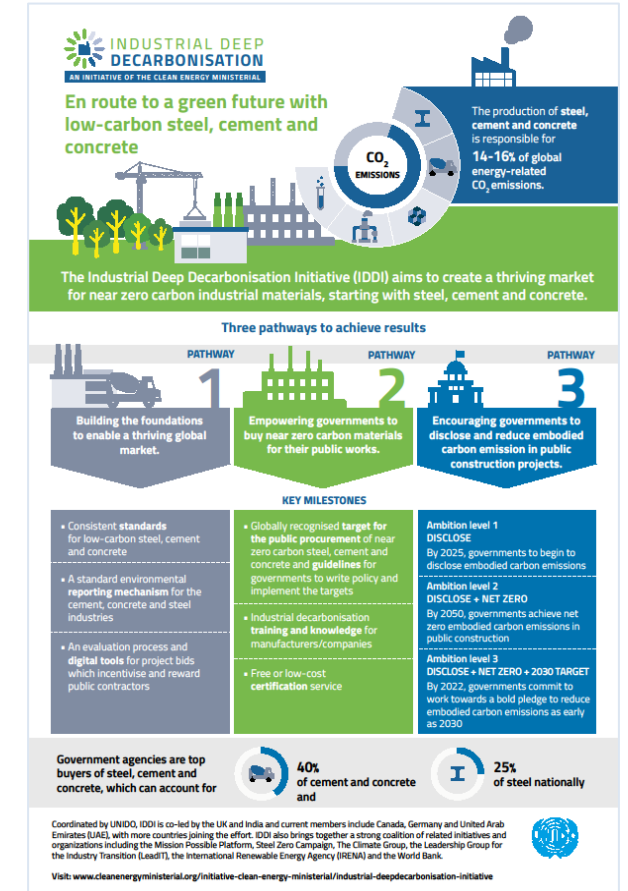 INDUSTRIAL DEEP
DECARBONISATION
AN INITIATIVE OF THE CLEAN ENERGY MINISTERIAL
En route to a green future with
low-carbon steel, cement and
concrete
CO2
EMISSIONS
The production of steel,
cement and concrete
is responsible for
14-16% of global
energy-related
CO2 emissions.
The Industrial Deep Decarbonisation Initiative (IDDI) aims to create a thriving market
for near zero carbon industrial materials, starting with steel, cement and concrete.
Three pathways to achieve results
PATHWAY
1
Building the foundations
to enable a thriving global
market.
PATHWAY
2
Empowering governments to
buy near zero carbon materials
for their public works.
PATHWAY
3
Encouraging governments to
disclose and reduce embodied
carbon emission in public
construction projects.
KEY MILESTONES
▪ Consistent standards
for low-carbon steel, cement
and concrete
▪ A standard environmental
reporting mechanism for the
cement, concrete and steel
industries
▪ An evaluation process and
digital tools for project bids
which incentivise and reward
public contractors
▪ Globally recognised target for
the public procurement of near
zero carbon steel, cement and
concrete and guidelines for
governments to write policy and
implement the targets
▪ Industrial decarbonisation
training and knowledge for
manufacturers/companies
▪ Free or low-cost
certification service
Ambition level 1
DISCLOSE
By 2025, governments to begin to
disclose embodied carbon emissions
Ambition level 2
DISCLOSE + NET ZERO
By 2050, governments achieve net
zero embodied carbon emissions in
public construction
Ambition level 3
DISCLOSE + NET ZERO + 2030 TARGET
By 2022, governments commit to
work towards a bold pledge to reduce
embodied carbon emissions as early
as 2030
Government agencies are top
buyers of steel, cement and
concrete, which can account for
40%
of cement and concrete
and
25%
of steel nationally
Coordinated by UNIDO, IDDI is co-led by the UK and India and current members include Canada, Germany and United Arab
Emirates (UAE), with more countries joining the effort. IDDI also brings together a strong coalition of related initiatives and
organizations including the Mission Possible Platform, Steel Zero Campaign, The Climate Group, the Leadership Group for
the Industry Transition (LeadIT), the International Renewable Energy Agency (IRENA) and the World Bank.
Visit: www.cleanenergyministerial.org/initiative-clean-energy-ministerial/industrial-deepdecarbonisation-initiative